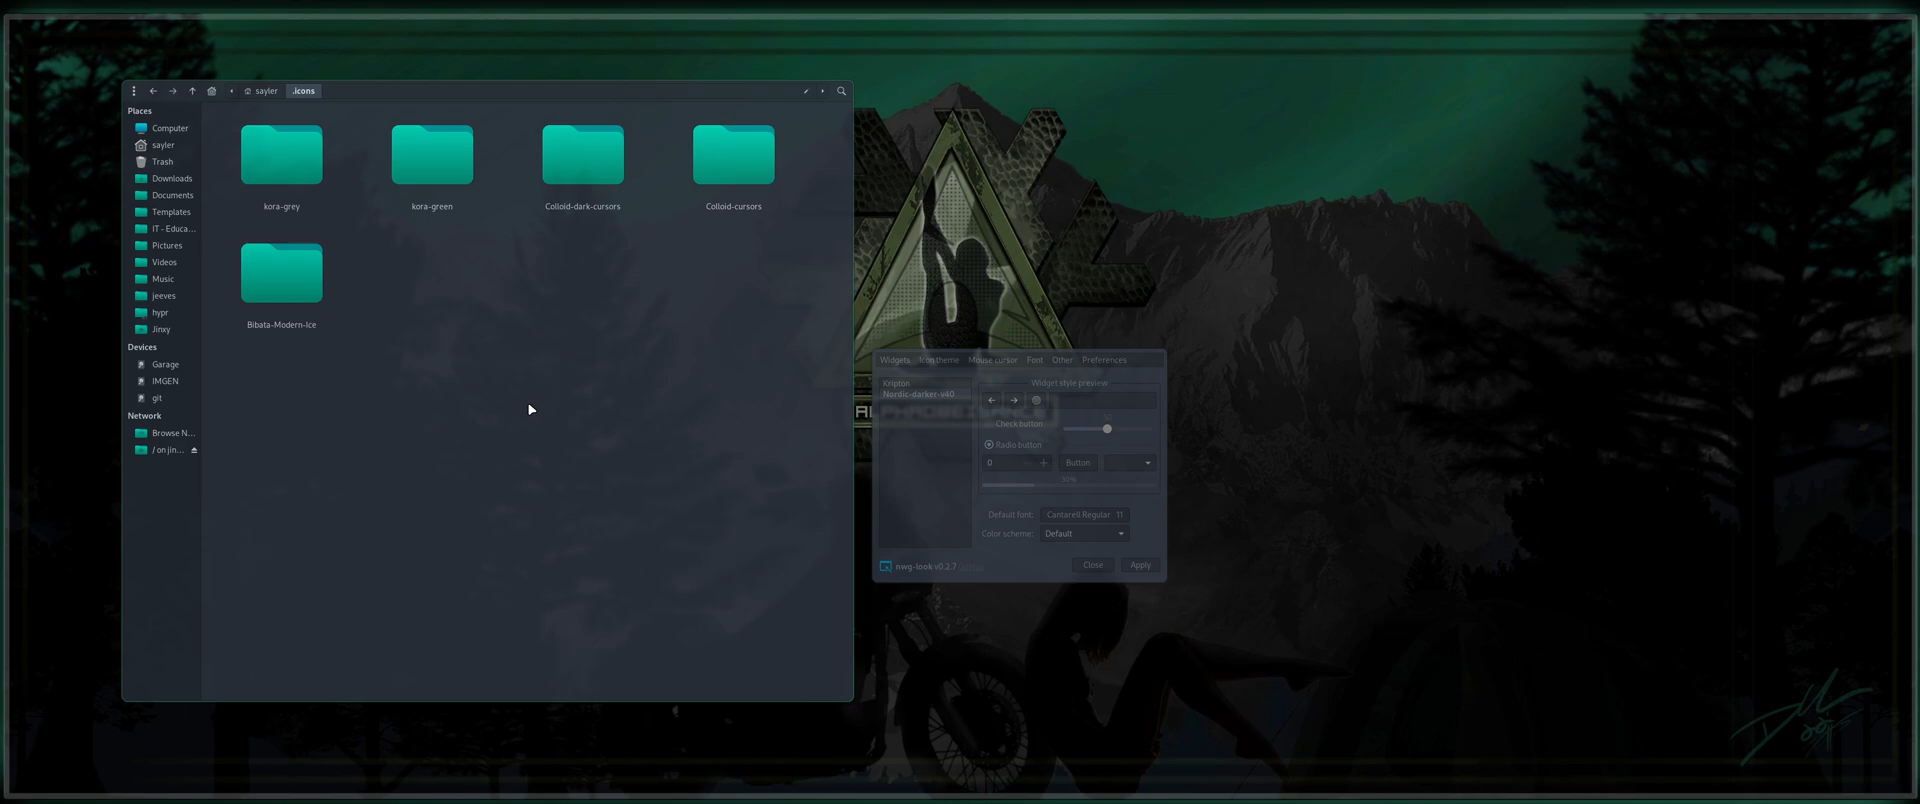 sayler
.icons
Places
Computer
sayler
Trash
Downloads
Documents
Templates
IT - Educa...
Pictures
Videos
Music
jeeves
hypr
Jinxy
Devices
Garage
IMGEN
git
Network
Browse N...
/ on jin...
kora-grey
kora-green
Colloid-dark-cursors
Colloid-cursors
Bibata-Modern-Ice
Widgets Icon theme Mouse cursor Font Other Preferences
Kripton
Nordic-darker-v40
Widget style preview
Check button
Radio button
0
Button
30%
Default font: Cantarell Regular 11
Color scheme: Default
nwg-look v0.2.7
Close
Apply